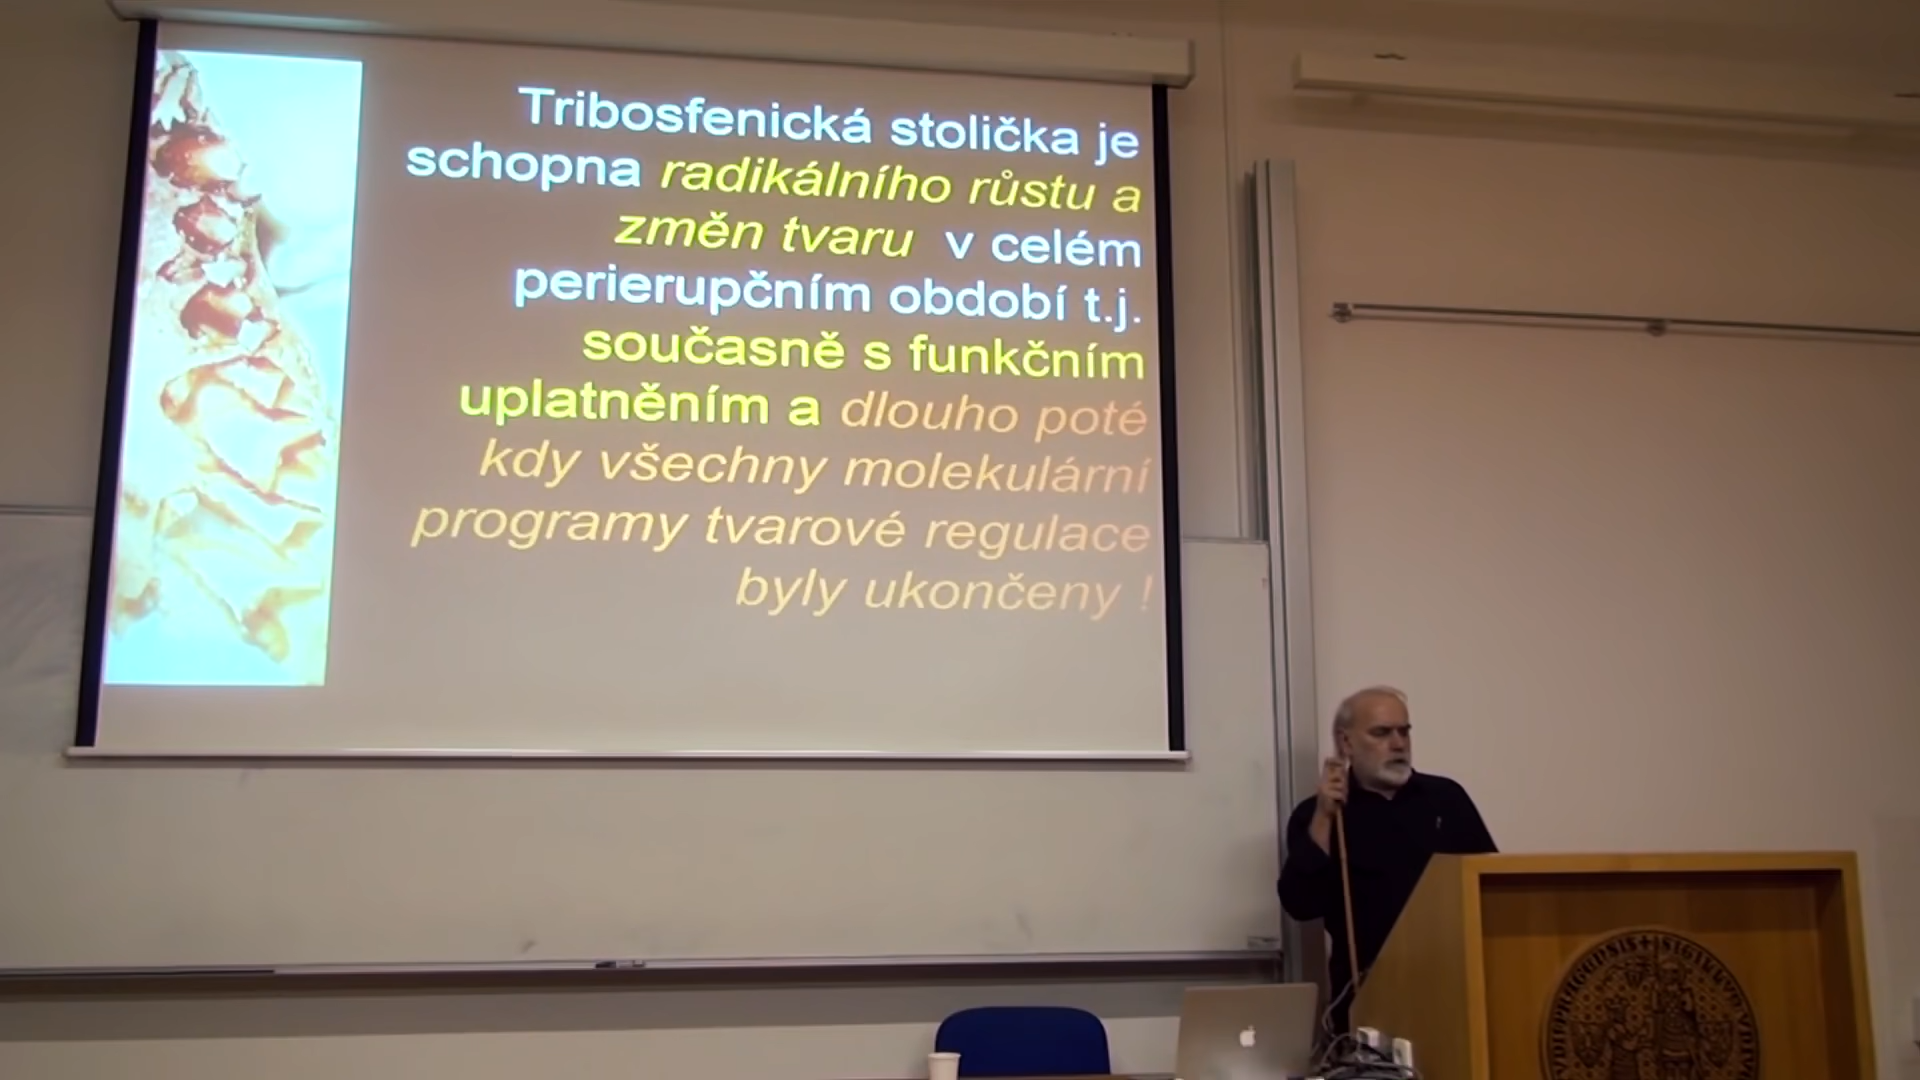 Tribosfenická stolička je
schopna radikálního růstu a
změn tvaru v celém
perierupčním období t.j.
současně s funkčním
uplatněním a dlouho poté
kdy všechny molekulární
programy tvarové regulace
byly ukončeny !